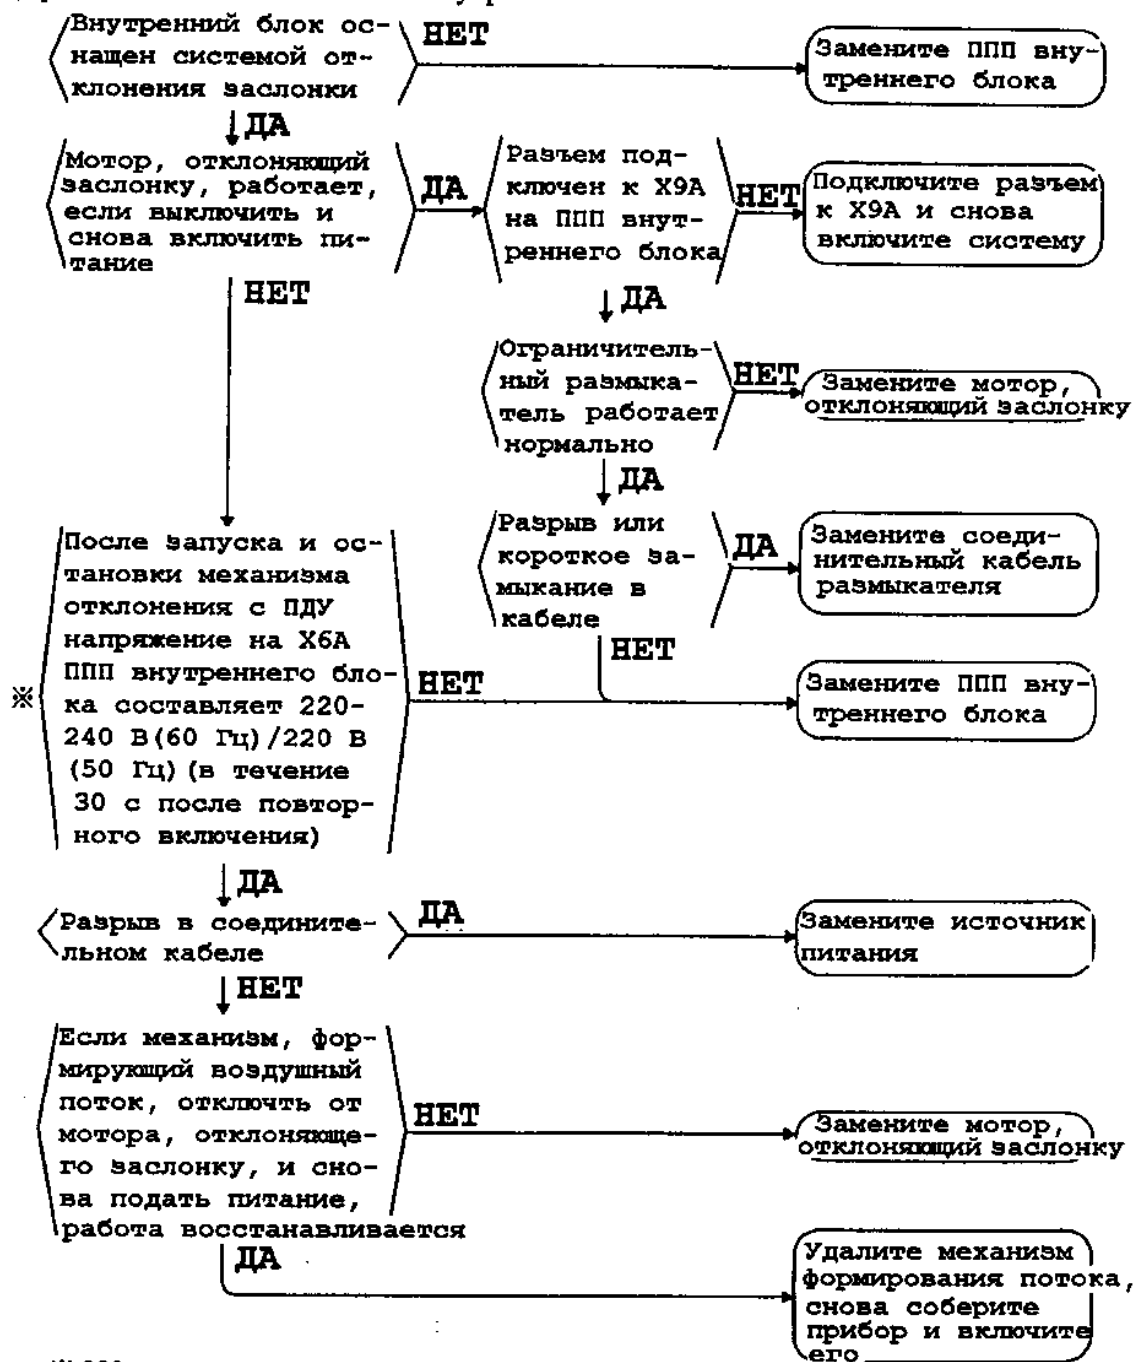 Внутренний блок ос-
нащен системой от-
клонения заслонки
НЕТ
Замените ППП вну-
треннего блока
ДА
Мотор, отклоняющий
заслонку, работает,
если выключить и
снова включить пи-
тание
ДА
Разъем под-
ключен к Х9А
на ППП внут-
реннего блока
НЕТ
Подключите разъем
к Х9А и снова
включите систему
НЕТ
ДА
Ограничитель-
ный размыка-
тель работает
нормально
НЕТ
Замените мотор,
отклоняющий заслонку
ДА
Разрыв или
короткое за-
мыкание в
кабеле
ДА
Замените соеди-
нительный кабель
размыкателя
НЕТ
После запуска и ос-
тановки механизма
отклонения с ПДУ
напряжение на Х6А
ППП внутреннего бло-
※ ка составляет 220-
240 В(60 Гц)/220 В
(50 Гц)(в течение
30 с после повтор-
ного включения)
НЕТ
Замените ППП вну-
треннего блока
ДА
Разрыв в соедините-
льном кабеле
ДА
Замените источник
питания
НЕТ
Если механизм, фор-
мирующий воздушный
поток, отключть от
мотора, отклоняюще-
го заслонку, и сно-
ва подать питание,
работа восстанавливается
НЕТ
Замените мотор,
отклоняющий заслонку
ДА
Удалите механизм
формирования потока,
снова соберите
прибор и включите
его